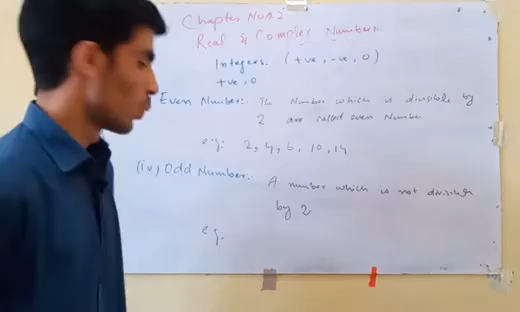 Chapter No#2
Real & Complex Numbers:
Integers: (+ve, -ve, 0)
+ve, 0
Even Number:. The Number which is divisible by
2 are called even Number
e.g: 2, 4, 6, 10, 14
(iv) Odd Number:. A number which is not divisible
by 2
e.g.